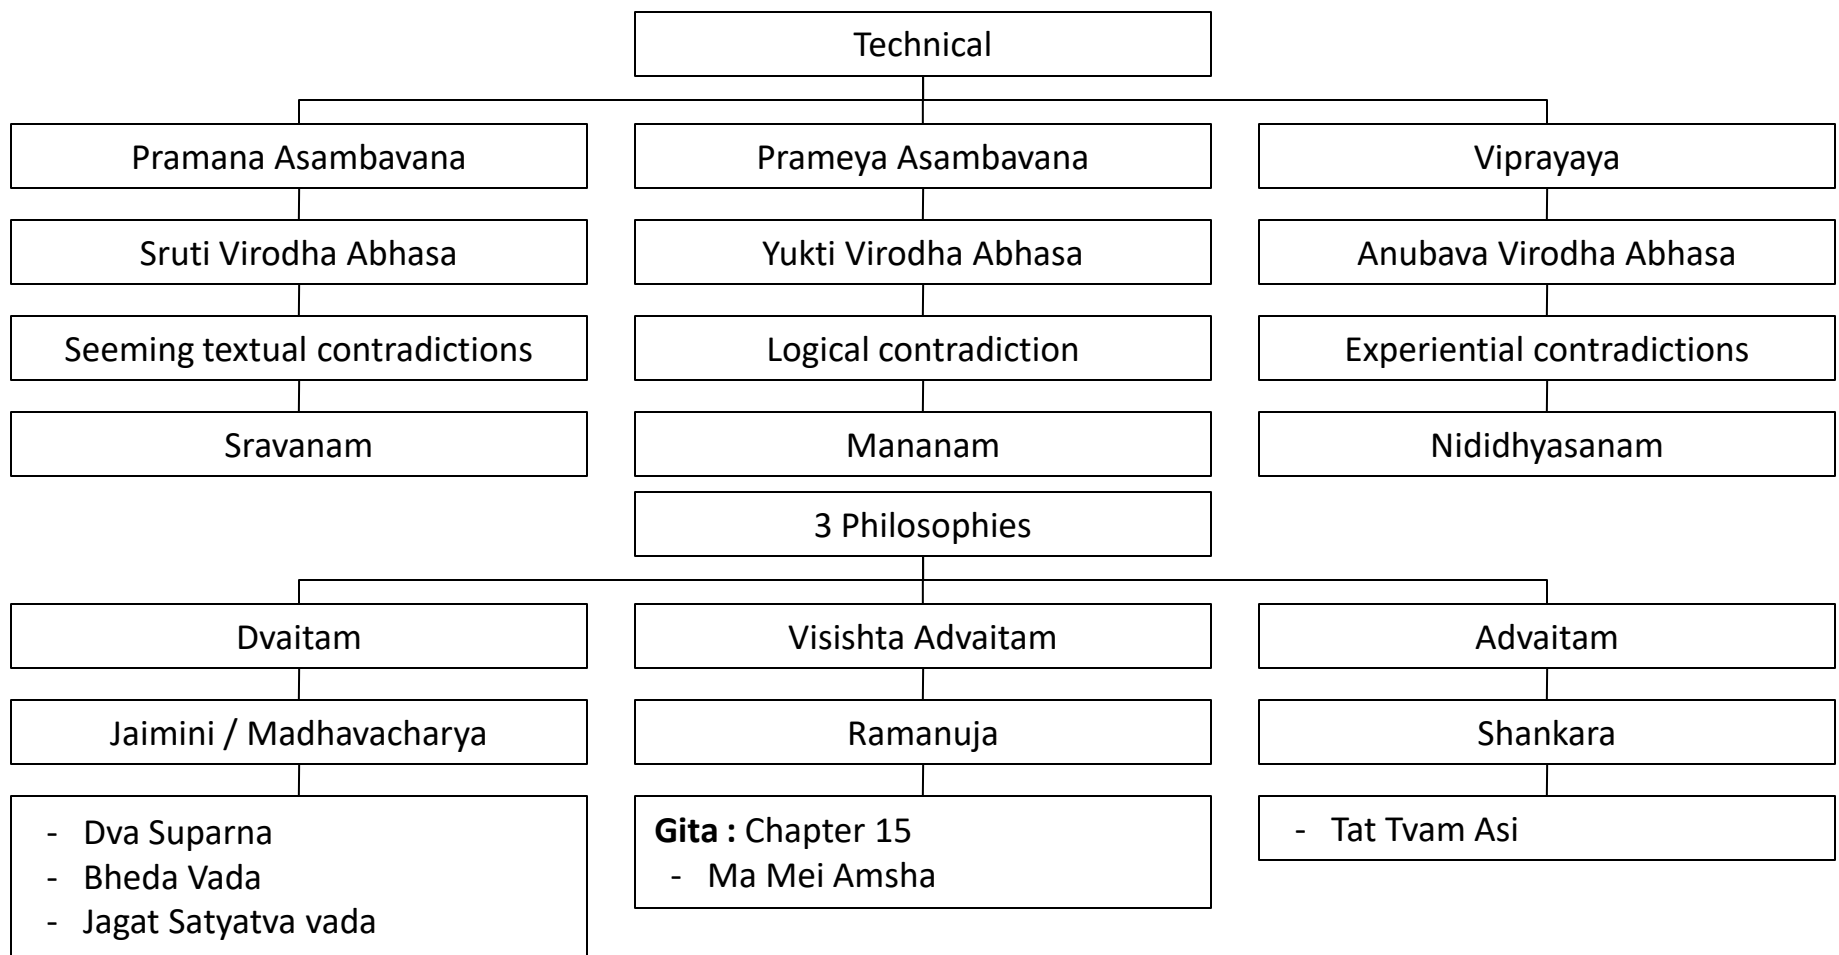 Technical
Pramana Asambavana
Prameya Asambavana
Viprayaya
Sruti Virodha Abhasa
Yukti Virodha Abhasa
Anubava Virodha Abhasa
Seeming textual contradictions
Logical contradiction
Experiential contradictions
Sravanam
Mananam
Nididhyasanam
3 Philosophies
Dvaitam
Visishta Advaitam
Advaitam
Jaimini / Madhavacharya
Ramanuja
Shankara
- Dva Suparna
- Bheda Vada
- Jagat Satyatva vada
Gita : Chapter 15
- Ma Mei Amsha
- Tat Tvam Asi